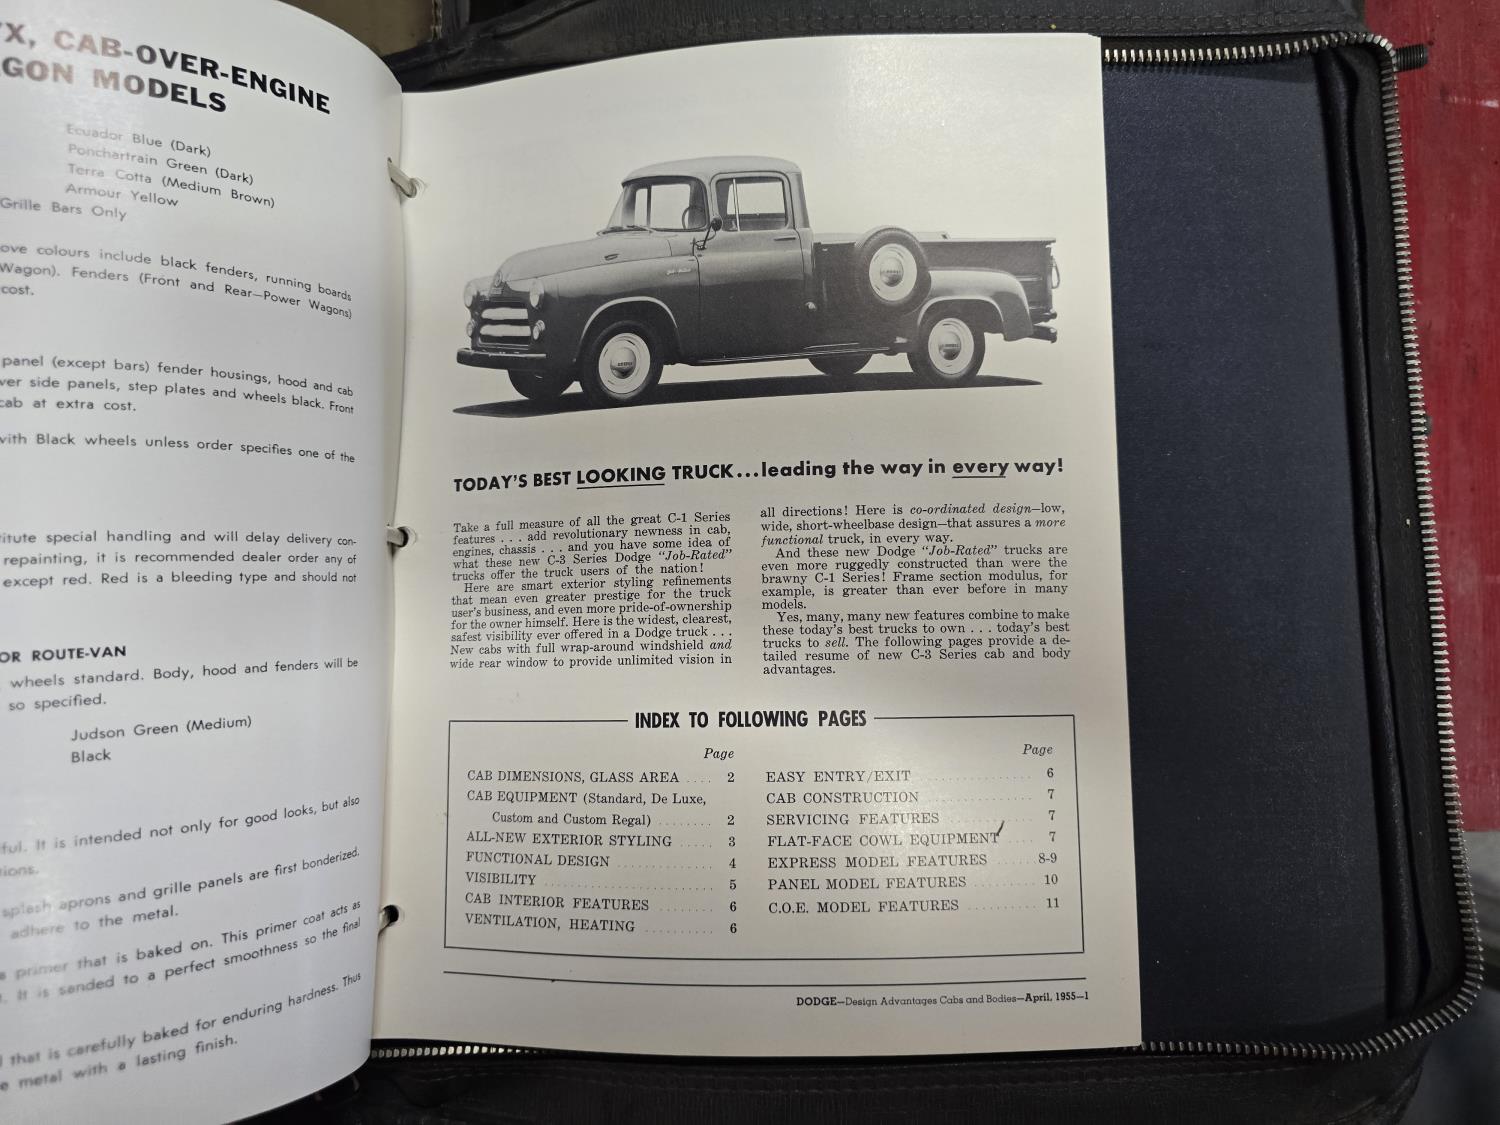 X, CAB-OVER-ENGINE
GON MODELS
Ecuador Blue (Dark)
Ponchartrain Green (Dark)
Terra Cotta (Medium Brown)
Armour Yellow
Grille Bars Only
ove colours include black fenders, running boards
Wagon). Fenders (Front and Rear—Power Wagons)
cost.
panel (except bars) fender housings, hood and cab
ver side panels, step plates and wheels black. Front
cab at extra cost.
with Black wheels unless order specifies one of the
itute special handling and will delay delivery con-
repainting, it is recommended dealer order any of
except red. Red is a bleeding type and should not
OR ROUTE-VAN
wheels standard. Body, hood and fenders will be
so specified.
Judson Green (Medium)
Black
ful. It is intended not only for good looks, but also
ions.
splash aprons and grille panels are first bonderized.
adhere to the metal.
a primer that is baked on. This primer coat acts as
. It is sanded to a perfect smoothness so the final
l that is carefully baked for enduring hardness. Thus
e metal with a lasting finish.
TODAY'S BEST LOOKING TRUCK...leading the way in every way!
Take a full measure of all the great C-1 Series
features . . . add revolutionary newness in cab,
engines, chassis . . . and you have some idea of
what these new C-3 Series Dodge "Job-Rated"
trucks offer the truck users of the nation!
Here are smart exterior styling refinements
that mean even greater prestige for the truck
user's business, and even more pride-of-ownership
for the owner himself. Here is the widest, clearest,
safest visibility ever offered in a Dodge truck . . .
New cabs with full wrap-around windshield and
wide rear window to provide unlimited vision in
all directions! Here is co-ordinated design—low,
wide, short-wheelbase design—that assures a more
functional truck, in every way.
And these new Dodge "Job-Rated" trucks are
even more ruggedly constructed than were the
brawny C-1 Series! Frame section modulus, for
example, is greater than ever before in many
models.
Yes, many, many new features combine to make
these today's best trucks to own . . . today's best
trucks to sell. The following pages provide a de-
tailed resume of new C-3 Series cab and body
advantages.
INDEX TO FOLLOWING PAGES
Page
CAB DIMENSIONS, GLASS AREA .... 2
CAB EQUIPMENT (Standard, De Luxe,
Custom and Custom Regal) ........ 2
ALL-NEW EXTERIOR STYLING ..... 3
FUNCTIONAL DESIGN .............. 4
VISIBILITY ......................... 5
CAB INTERIOR FEATURES ........ 6
VENTILATION, HEATING .......... 6
Page
EASY ENTRY/EXIT ............... 6
CAB CONSTRUCTION .............. 7
SERVICING FEATURES ............ 7
FLAT-FACE COWL EQUIPMENT .... 7
EXPRESS MODEL FEATURES ...... 8-9
PANEL MODEL FEATURES ......... 10
C.O.E. MODEL FEATURES .......... 11
DODGE—Design Advantages Cabs and Bodies—April, 1955—1